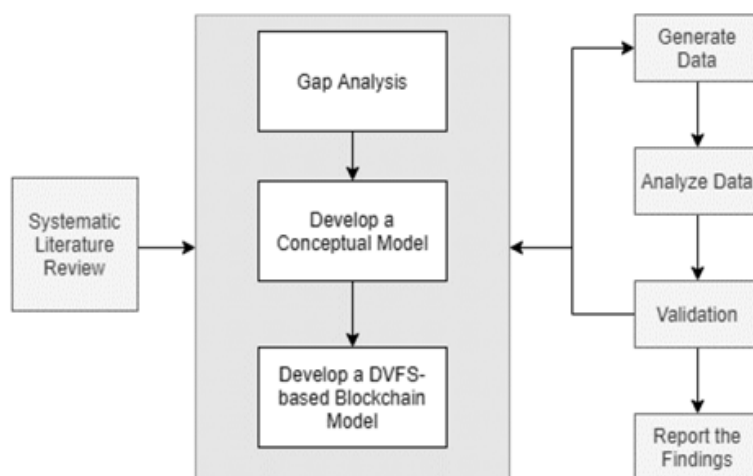 Systematic
Literature
Review
Gap Analysis
Develop a
Conceptual Model
Develop a DVFS-
based Blockchain
Model
Generate
Data
Analyze Data
Validation
Report the
Findings